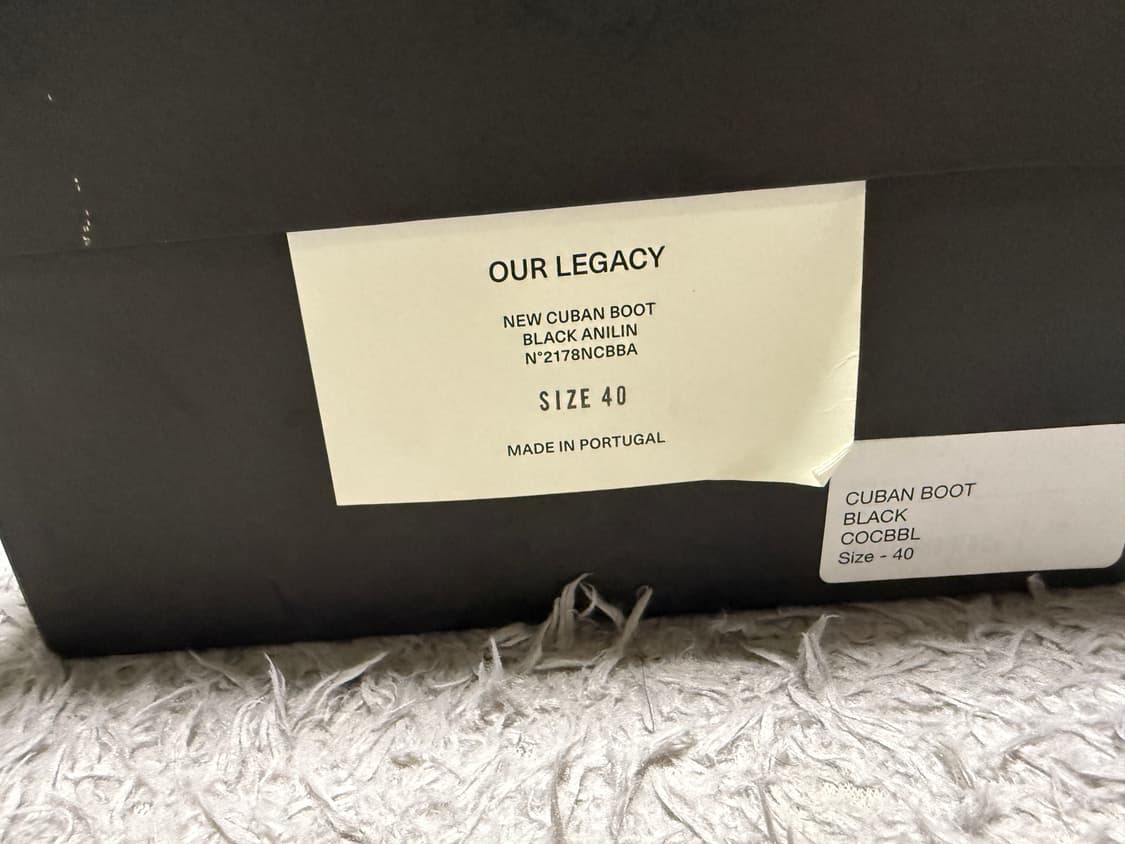 OUR LEGACY
NEW CUBAN BOOT
BLACK ANILIN
N°2178NCBBA
SIZE 40
MADE IN PORTUGAL
CUBAN BOOT
BLACK
COCBBL
Size - 40